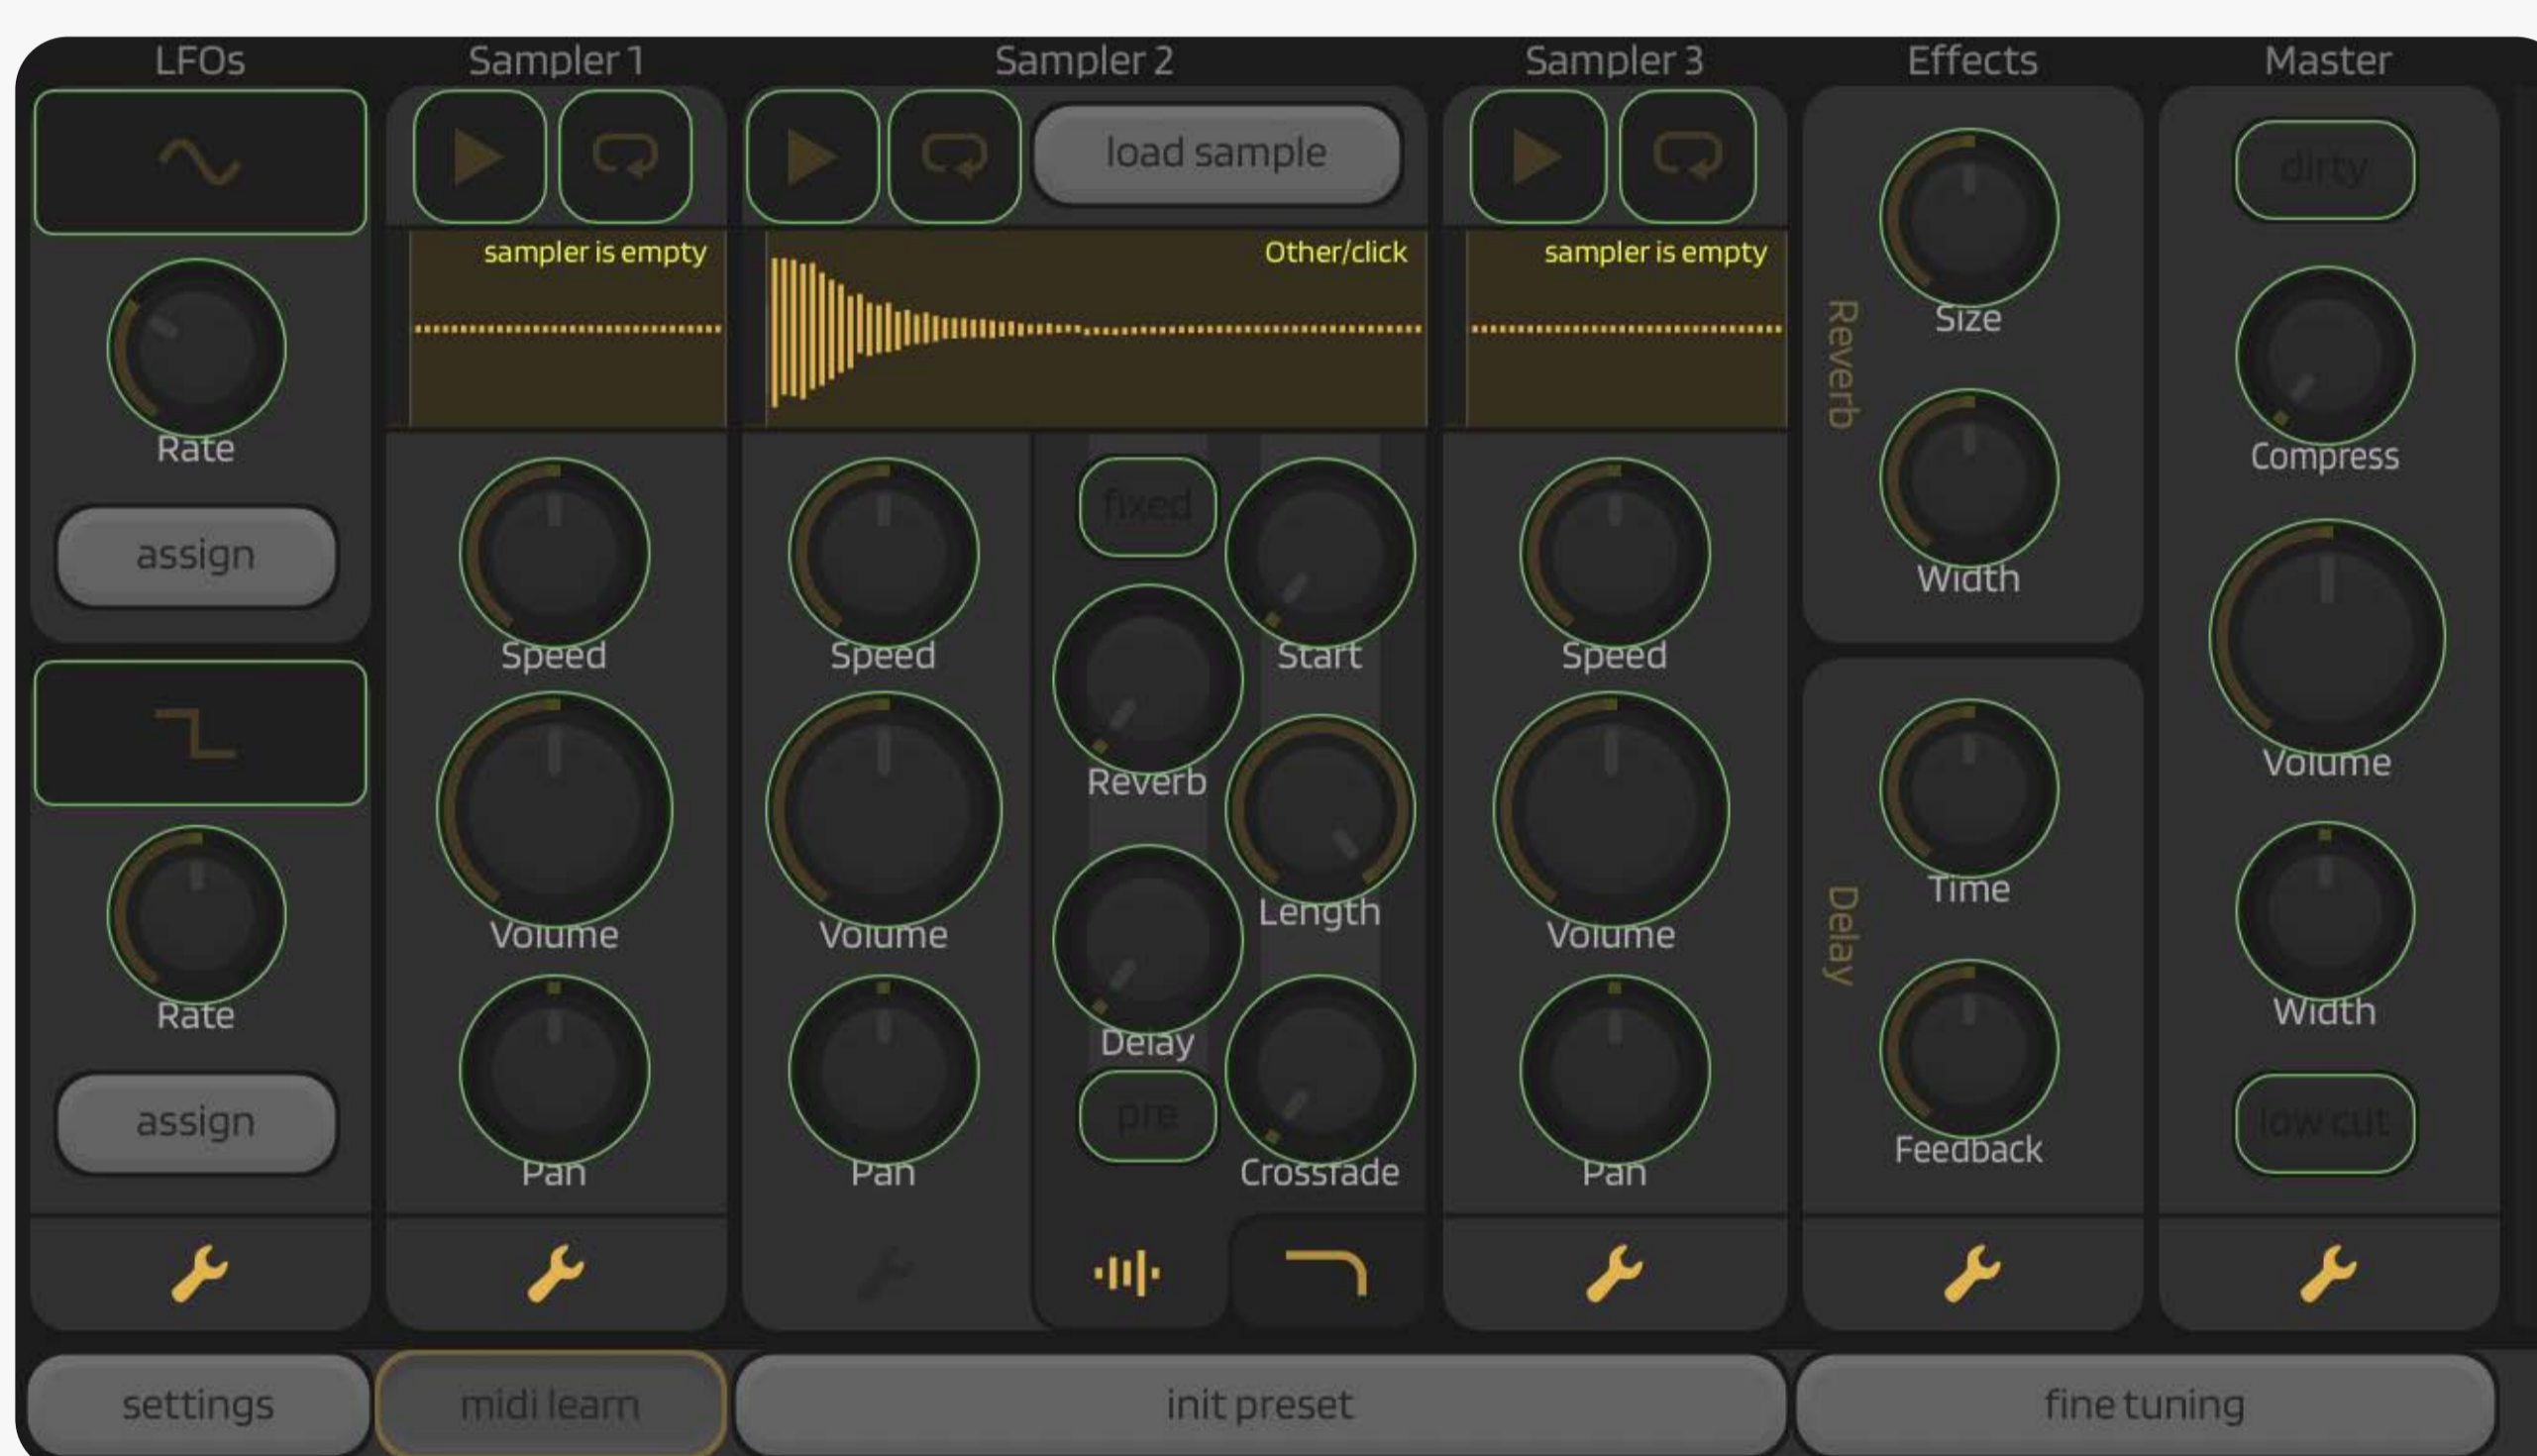 LFOs
Sampler 1
Sampler 2
Sampler 3
Effects
Master
load sample
dirty
sampler is empty
Other/click
sampler is empty
Rate
assign
Rate
assign
Speed
Volume
Pan
Speed
Volume
Pan
fixed
Reverb
Delay
pre
Start
Length
Crossfade
Speed
Volume
Pan
Reverb
Size
Width
Delay
Time
Feedback
Compress
Volume
Width
low cut
settings
midi learn
init preset
fine tuning